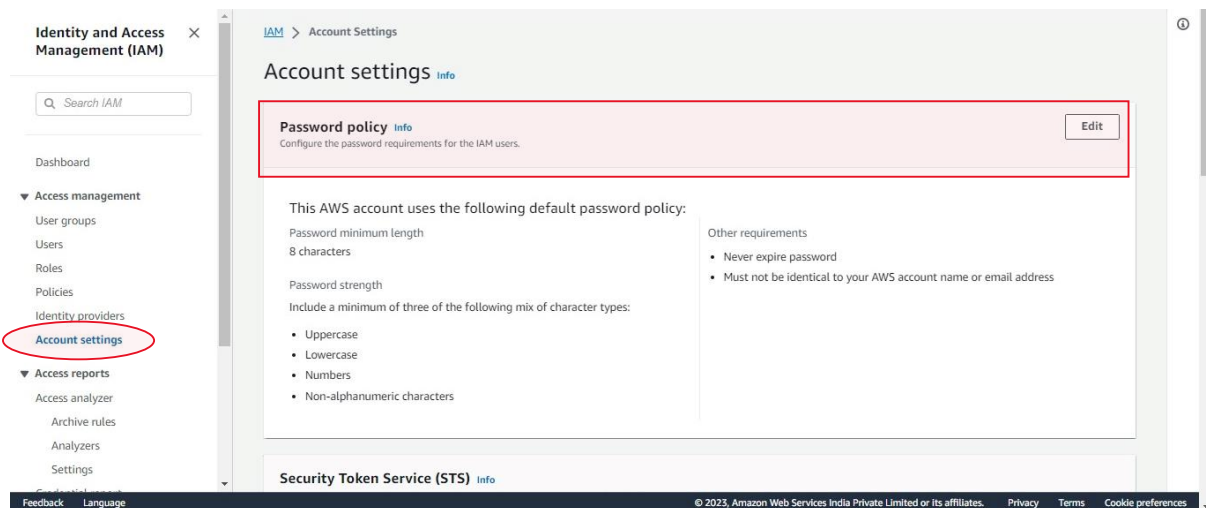 Identity and Access
Management (IAM)
Search IAM
Dashboard
Access management
User groups
Users
Roles
Policies
Identity providers
Account settings
Access reports
Access analyzer
Archive rules
Analyzers
Settings
IAM > Account Settings
Account settings Info
Password policy Info
Edit
Configure the password requirements for the IAM users.
This AWS account uses the following default password policy:
Password minimum length
8 characters
Password strength
Include a minimum of three of the following mix of character types:
• Uppercase
• Lowercase
• Numbers
• Non-alphanumeric characters
Other requirements
• Never expire password
• Must not be identical to your AWS account name or email address
Security Token Service (STS) Info
Feedback Language
© 2023, Amazon Web Services India Private Limited or its affiliates. Privacy Terms Cookie preferences